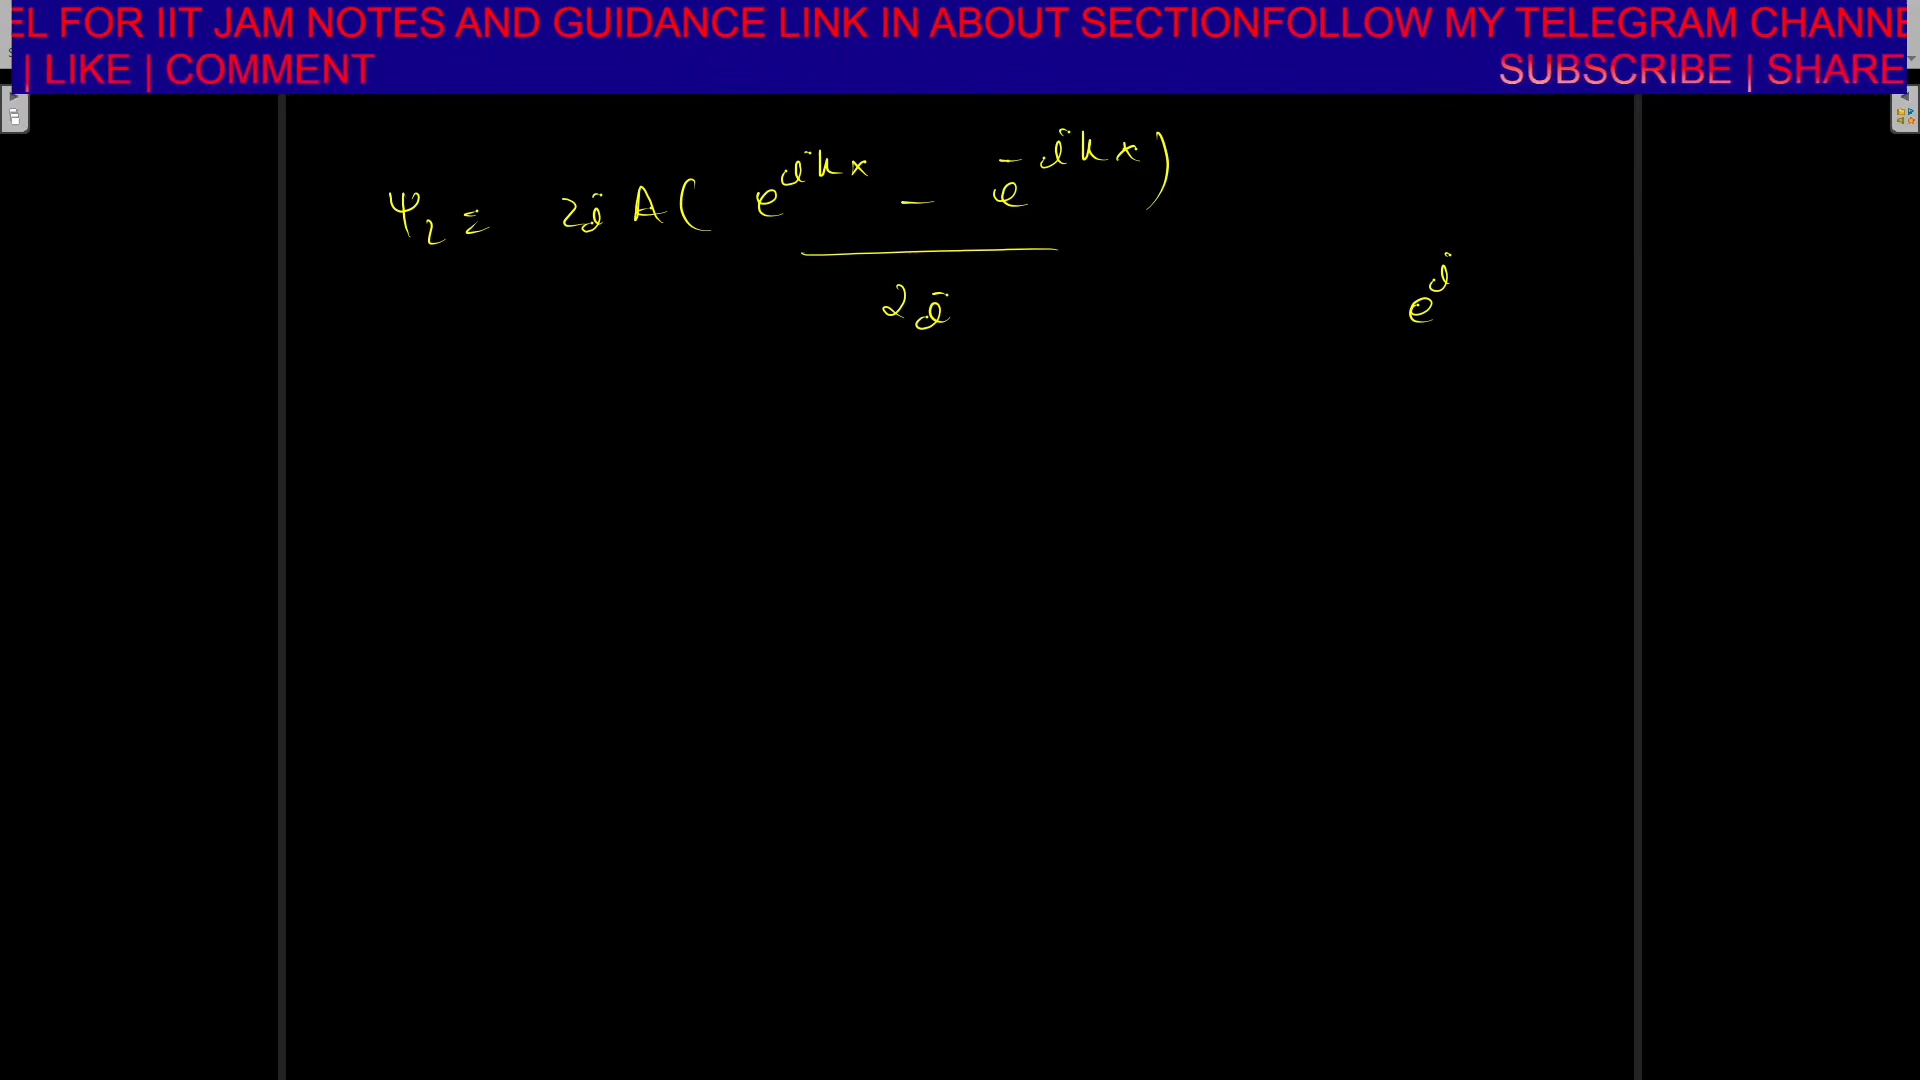 EL FOR IIT JAM NOTES AND GUIDANCE LINK IN ABOUT SECTIONFOLLOW MY TELEGRAM CHANNE
| LIKE | COMMENT SUBSCRIBE | SHARE
ψ₂ = 2i A( e^{ikx} - e^{-ikx} )
2i
e^i